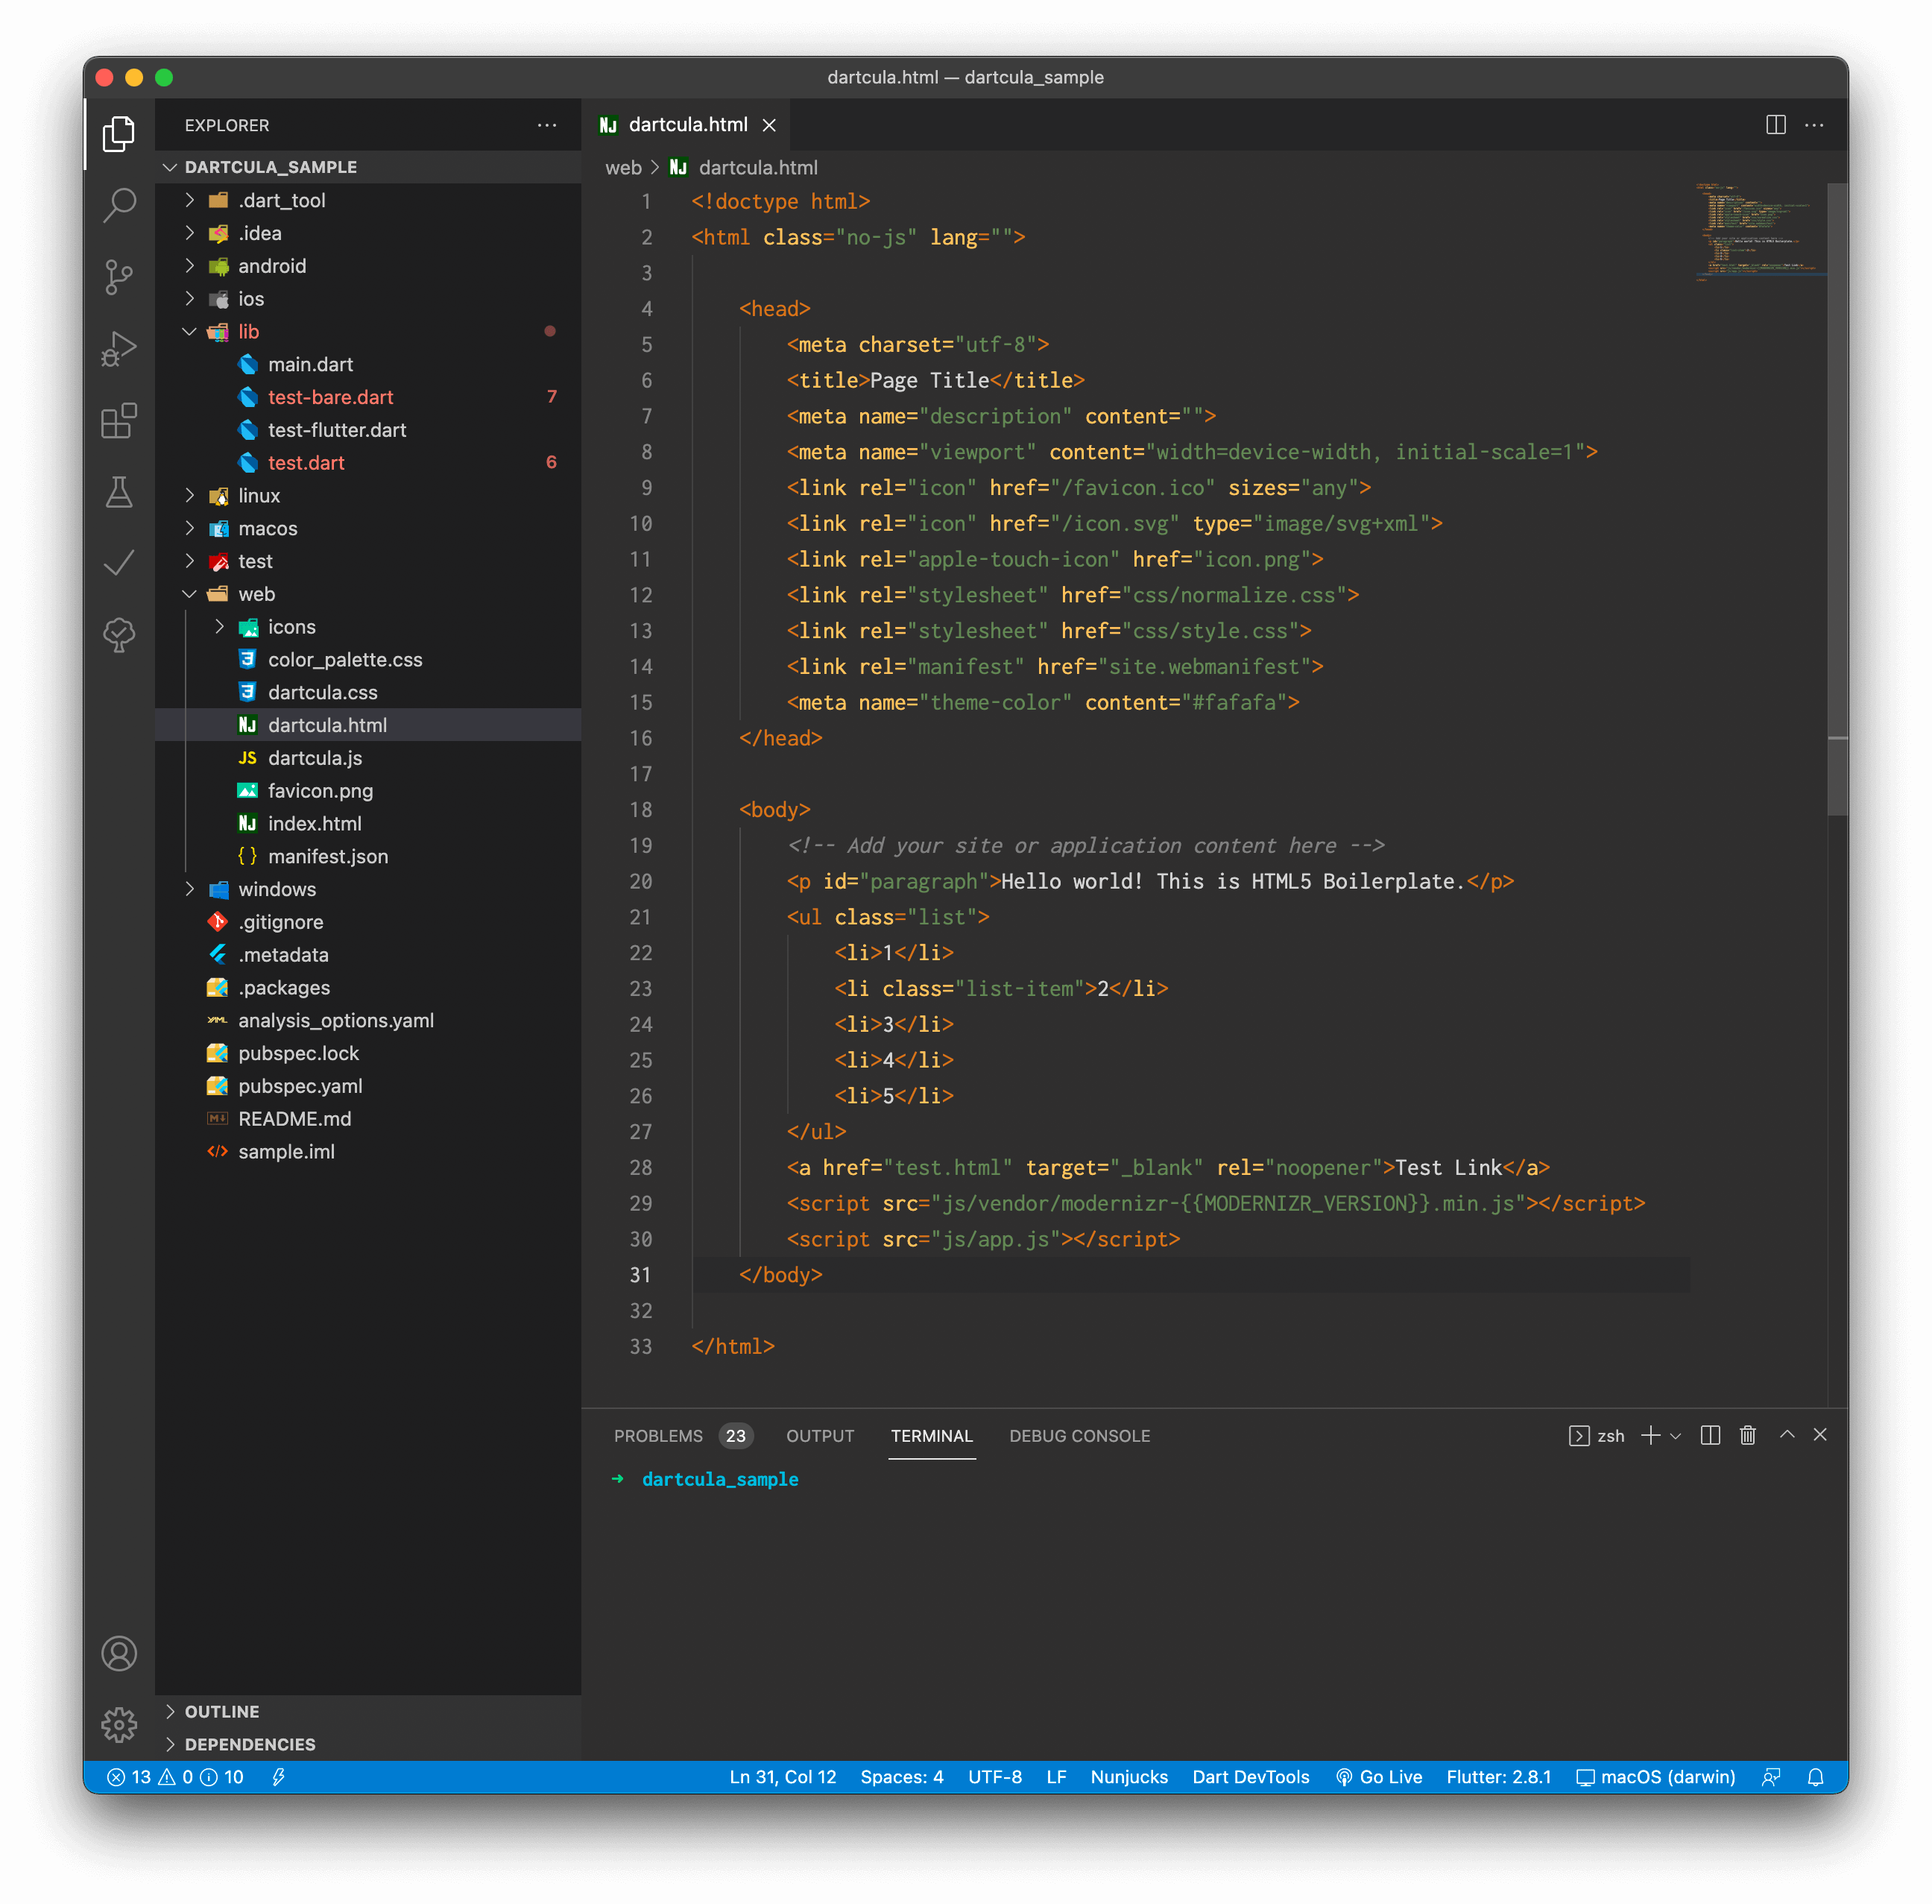 dartcula.html — dartcula_sample
EXPLORER
DARTCULA_SAMPLE
.dart_tool
.idea
android
ios
lib
main.dart
test-bare.dart 7
test-flutter.dart
test.dart 6
linux
macos
test
web
icons
color_palette.css
dartcula.css
NJ dartcula.html
JS dartcula.js
favicon.png
NJ index.html
{ } manifest.json
windows
.gitignore
.metadata
.packages
YAML analysis_options.yaml
pubspec.lock
pubspec.yaml
M README.md
</> sample.iml
OUTLINE
DEPENDENCIES
NJ dartcula.html
web > NJ dartcula.html
1 <!doctype html>
2 <html class="no-js" lang="">
3
4 <head>
5 <meta charset="utf-8">
6 <title>Page Title</title>
7 <meta name="description" content="">
8 <meta name="viewport" content="width=device-width, initial-scale=1">
9 <link rel="icon" href="/favicon.ico" sizes="any">
10 <link rel="icon" href="/icon.svg" type="image/svg+xml">
11 <link rel="apple-touch-icon" href="icon.png">
12 <link rel="stylesheet" href="css/normalize.css">
13 <link rel="stylesheet" href="css/style.css">
14 <link rel="manifest" href="site.webmanifest">
15 <meta name="theme-color" content="#fafafa">
16 </head>
17
18 <body>
19 <!-- Add your site or application content here -->
20 <p id="paragraph">Hello world! This is HTML5 Boilerplate.</p>
21 <ul class="list">
22 <li>1</li>
23 <li class="list-item">2</li>
24 <li>3</li>
25 <li>4</li>
26 <li>5</li>
27 </ul>
28 <a href="test.html" target="_blank" rel="noopener">Test Link</a>
29 <script src="js/vendor/modernizr-{{MODERNIZR_VERSION}}.min.js"></script>
30 <script src="js/app.js"></script>
31 </body>
32
33 </html>
PROBLEMS 23 OUTPUT TERMINAL DEBUG CONSOLE zsh
→ dartcula_sample
13 0 10 Ln 31, Col 12 Spaces: 4 UTF-8 LF Nunjucks Dart DevTools Go Live Flutter: 2.8.1 macOS (darwin)